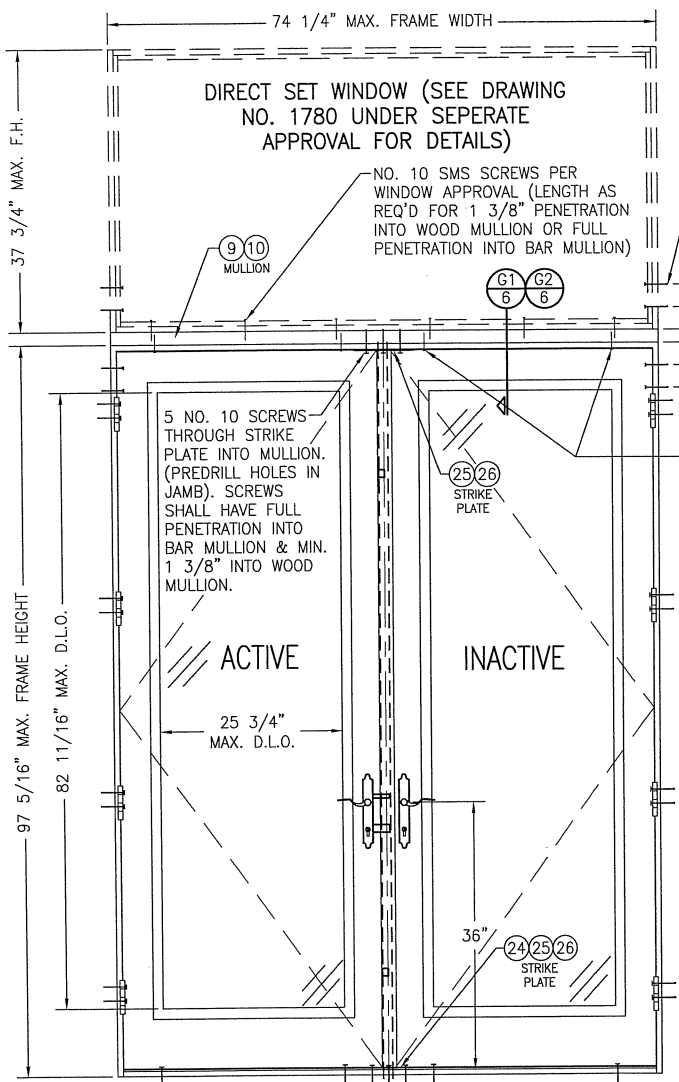 74 1/4" MAX. FRAME WIDTH
37 3/4" MAX. F.H.
DIRECT SET WINDOW (SEE DRAWING
NO. 1780 UNDER SEPERATE
APPROVAL FOR DETAILS)
NO. 10 SMS SCREWS PER
WINDOW APPROVAL (LENGTH AS
REQ'D FOR 1 3/8" PENETRATION
INTO WOOD MULLION OR FULL
PENETRATION INTO BAR MULLION)
9 10
MULLION
G1 G2
6 6
5 NO. 10 SCREWS
THROUGH STRIKE
PLATE INTO MULLION.
(PREDRILL HOLES IN
JAMB). SCREWS
SHALL HAVE FULL
PENETRATION INTO
BAR MULLION & MIN.
1 3/8" INTO WOOD
MULLION.
25 26
STRIKE
PLATE
97 5/16" MAX. FRAME HEIGHT
82 11/16" MAX. D.L.O.
ACTIVE
INACTIVE
25 3/4"
MAX. D.L.O.
36"
24 25 26
STRIKE
PLATE